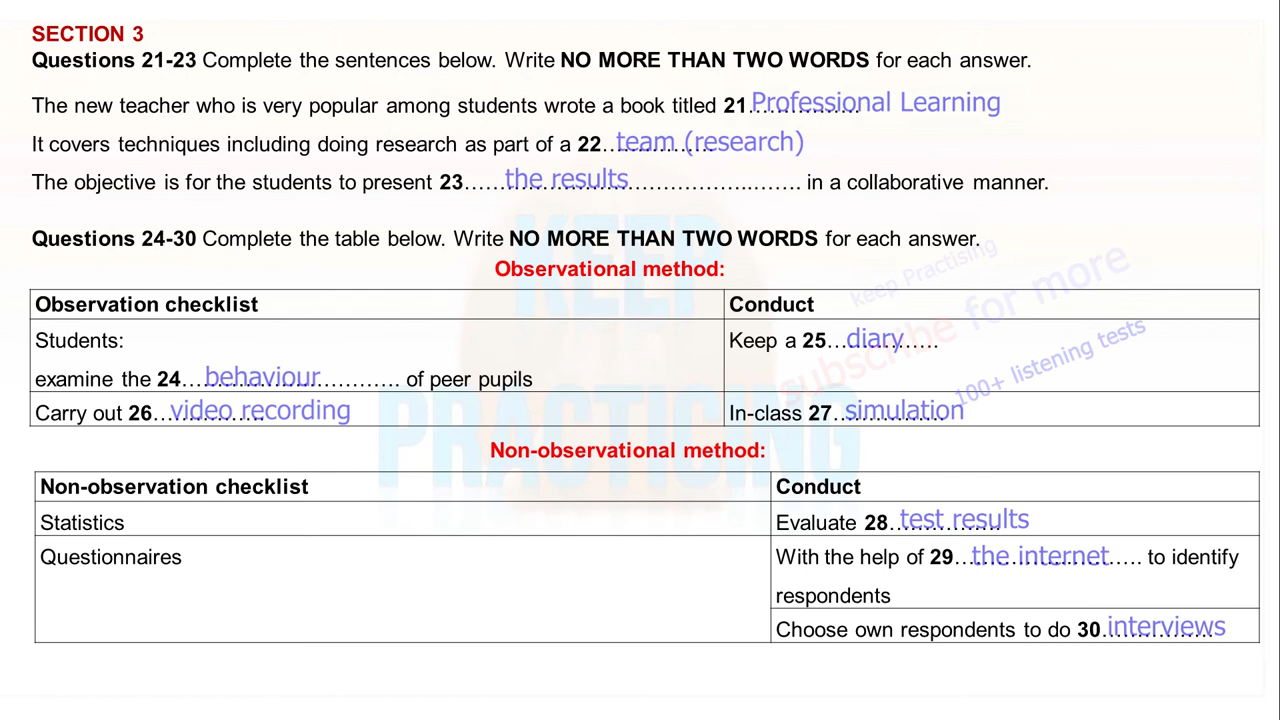 SECTION 3
Questions 21-23 Complete the sentences below. Write NO MORE THAN TWO WORDS for each answer.
The new teacher who is very popular among students wrote a book titled 21.Professional Learning
It covers techniques including doing research as part of a 22...team (research)
The objective is for the students to present 23……the results…………………..……. in a collaborative manner.
Questions 24-30 Complete the table below. Write NO MORE THAN TWO WORDS for each answer.
Observational method:
Observation checklist Conduct
Students: Keep a 25…diary…..
examine the 24…behaviour………. of peer pupils
Carry out 26…video recording In-class 27.simulation
Non-observational method:
Non-observation checklist Conduct
Statistics Evaluate 28.test results
Questionnaires With the help of 29…the internet….. to identify
respondents
Choose own respondents to do 30.interviews
KEEP
PRACTICING
keep Practising
subscribe for more
100+ listening tests